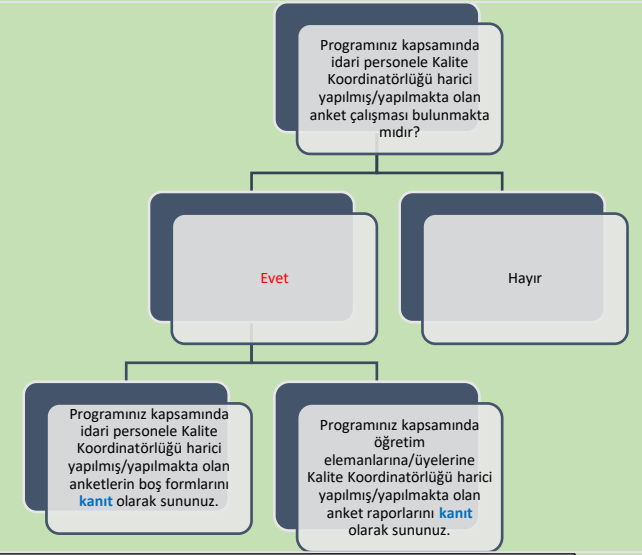 Programınız kapsamında
idari personele Kalite
Koordinatörlüğü harici
yapılmış/yapılmakta olan
anket çalışması bulunmakta
mıdır?
Evet
Hayır
Programınız kapsamında
idari personele Kalite
Koordinatörlüğü harici
yapılmış/yapılmakta olan
anketlerin boş formlarını
kanıt olarak sununuz.
Programınız kapsamında
öğretim
elemanlarına/üyelerine
Kalite Koordinatörlüğü harici
yapılmış/yapılmakta olan
anket raporlarını kanıt
olarak sununuz.